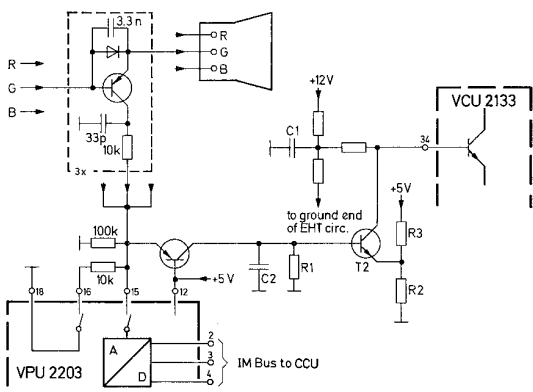 3.3n
R
G
B
R
G
B
33p
10k
3x
+12V
C1
34
VCU 2133
to ground end
of EHT circ.
+5V
R3
T2
R2
100k
10k
+5V
C2
R1
18
16
15
12
VPU 2203
A
D
2
3
4
IM Bus to CCU